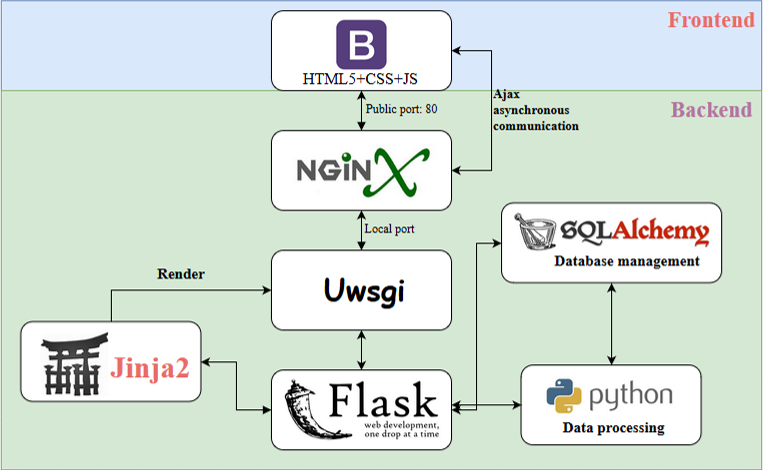 Frontend
B
HTML5+CSS+JS
Ajax
asynchronous
communication
Public port: 80
Backend
NGiNX
Local port
SQLAlchemy
Database management
Render
Uwsgi
Jinja2
Flask
web development,
one drop at a time
python
Data processing